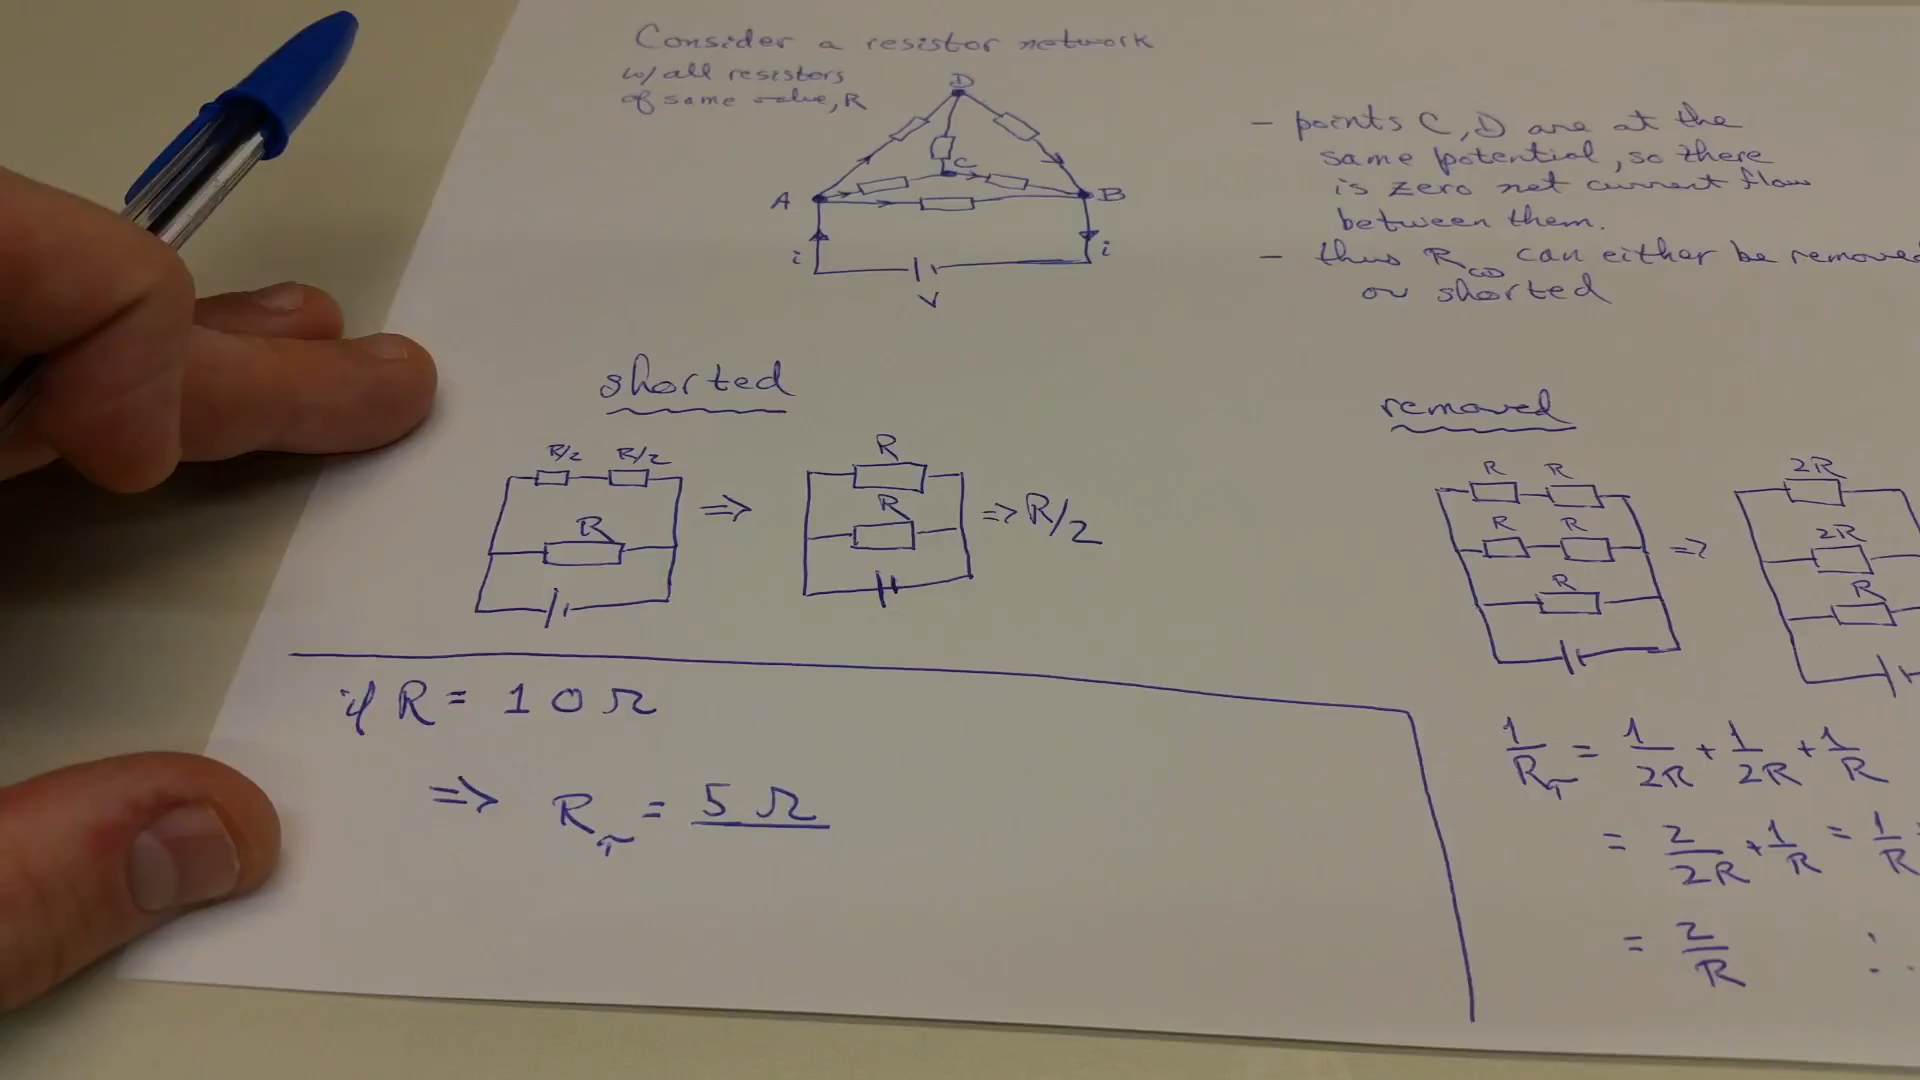 Consider a resistor network
w/ all resistors
of same value, R
D
C
A
B
i
i
V
- points C, D are at the
same potential, so there
is zero net current flow
between them.
- thus R_CD can either be removed
or shorted
shorted
R/2 R/2
R
⇒
R
R
⇒ R/2
removed
R R
R R
R
⇒
2R
2R
R
if R = 10 Ω
⇒ R_T = 5 Ω
1/R_T = 1/2R + 1/2R + 1/R
= 2/2R + 1/R = 1/R
= 2/R